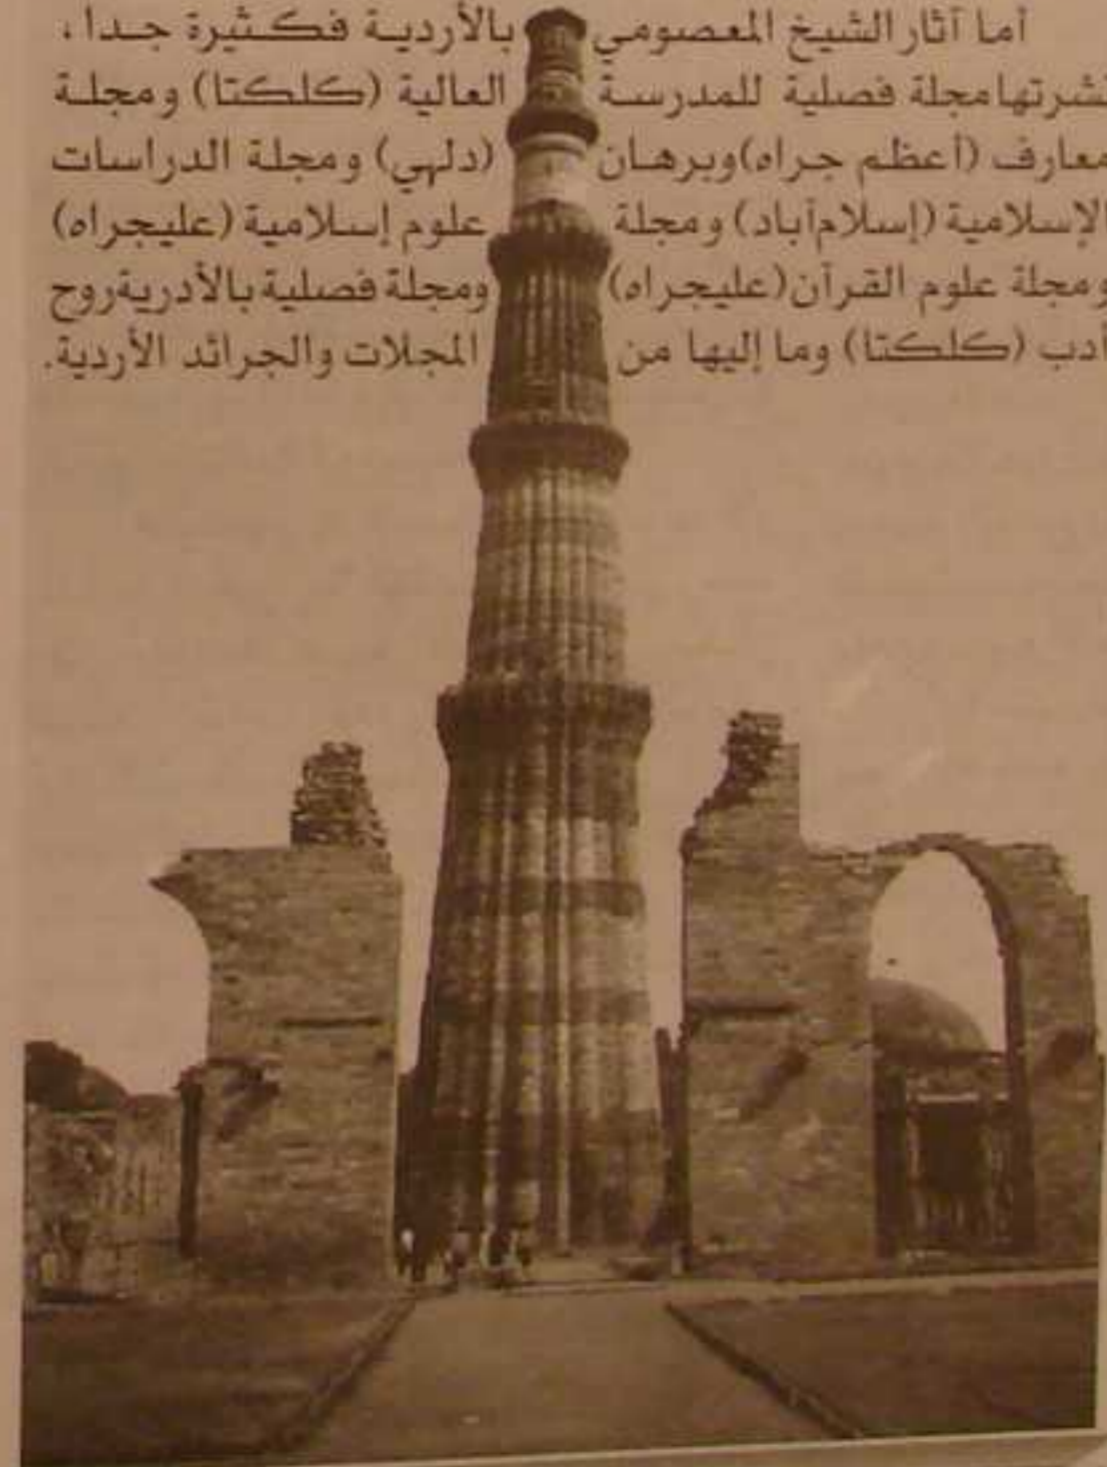 أما آثار الشيخ المعصومي بالأردية فكثيرة جدا،
نشرتها مجلة فصلية للمدرسة العالية (كلكتا) ومجلة
معارف (أعظم جراه) وبرهان (دلهي) ومجلة الدراسات
الإسلامية (إسلام آباد) ومجلة علوم إسلامية (عليجراه)
ومجلة علوم القرآن (عليجراه) ومجلة فصلية بالأدرية روح
أدب (كلكتا) وما إليها من المجلات والجرائد الأردية.